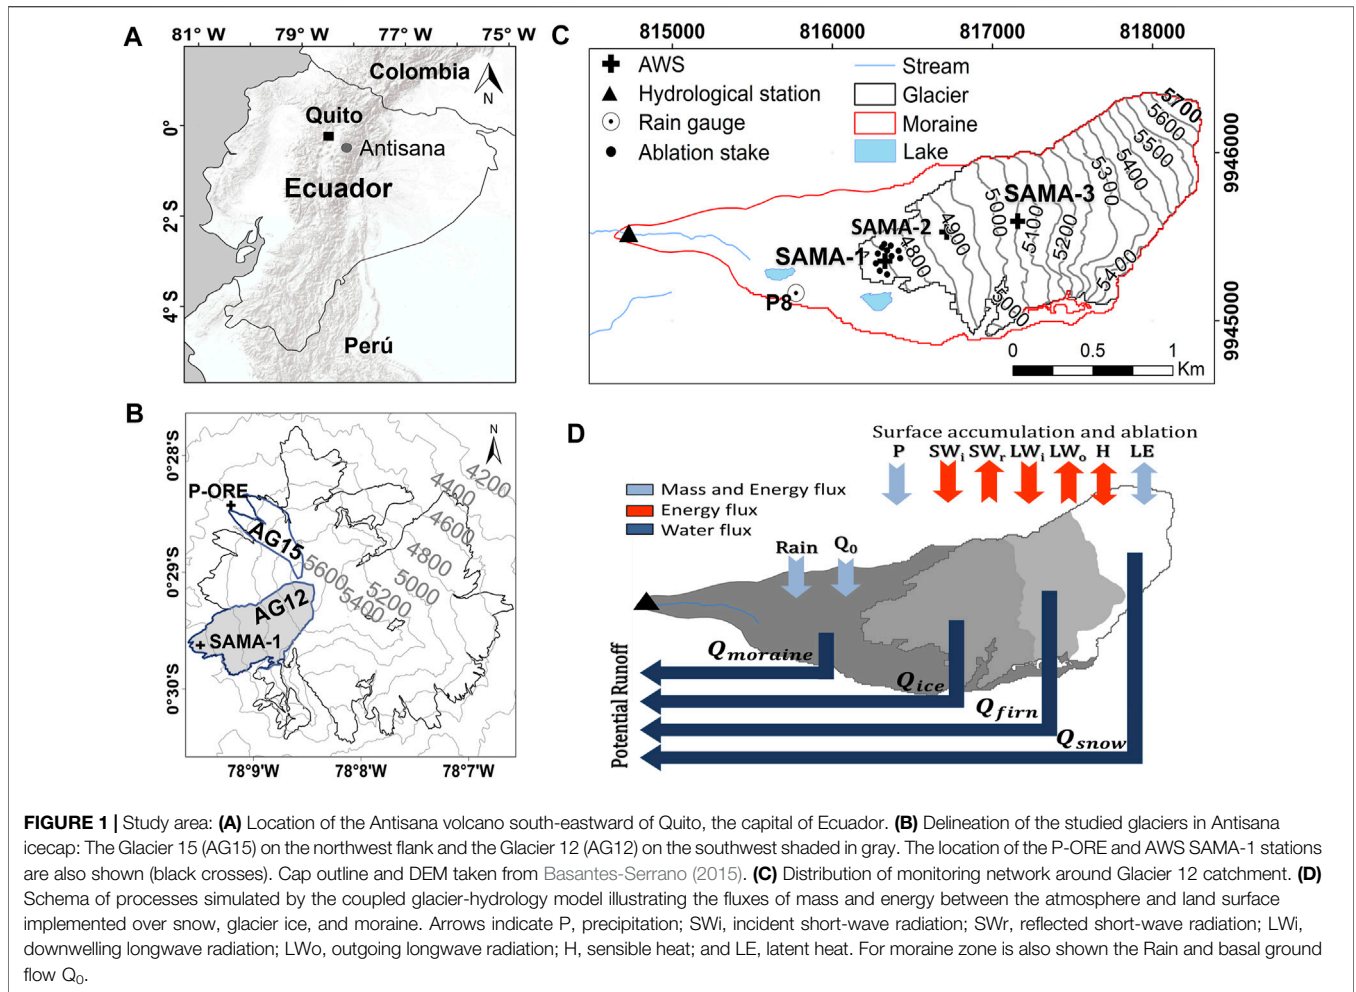 A
81°W 79°W 77°W 75°W
Colombia
N
Quito
Antisana
Ecuador
Perú
0°
2°S
4°S
C
815000 816000 817000 818000
AWS
Hydrological station
Rain gauge
Ablation stake
Stream
Glacier
Moraine
Lake
5700
5600
5500
5400
5300
SAMA-3
5000
5100
5200
SAMA-2
4900
4800
SAMA-1
5400
5000
P8
9946000
9945000
0 0.5 1
Km
B
N
0°28'S
0°29'S
0°30'S
P-ORE
AG15
AG12
SAMA-1
4200
4400
4600
4800
5000
5200
5400
5600
78°9'W 78°8'W 78°7'W
D
Surface accumulation and ablation
P SWi SWr LWi LWo H LE
Mass and Energy flux
Energy flux
Water flux
Rain Q0
Qmoraine
Qice
Qfirn
Qsnow
Potential Runoff
FIGURE 1 | Study area: (A) Location of the Antisana volcano south-eastward of Quito, the capital of Ecuador. (B) Delineation of the studied glaciers in Antisana
icecap: The Glacier 15 (AG15) on the northwest flank and the Glacier 12 (AG12) on the southwest shaded in gray. The location of the P-ORE and AWS SAMA-1 stations
are also shown (black crosses). Cap outline and DEM taken from Basantes-Serrano (2015). (C) Distribution of monitoring network around Glacier 12 catchment. (D)
Schema of processes simulated by the coupled glacier-hydrology model illustrating the fluxes of mass and energy between the atmosphere and land surface
implemented over snow, glacier ice, and moraine. Arrows indicate P, precipitation; SWi, incident short-wave radiation; SWr, reflected short-wave radiation; LWi,
downwelling longwave radiation; LWo, outgoing longwave radiation; H, sensible heat; and LE, latent heat. For moraine zone is also shown the Rain and basal ground
flow Q0.